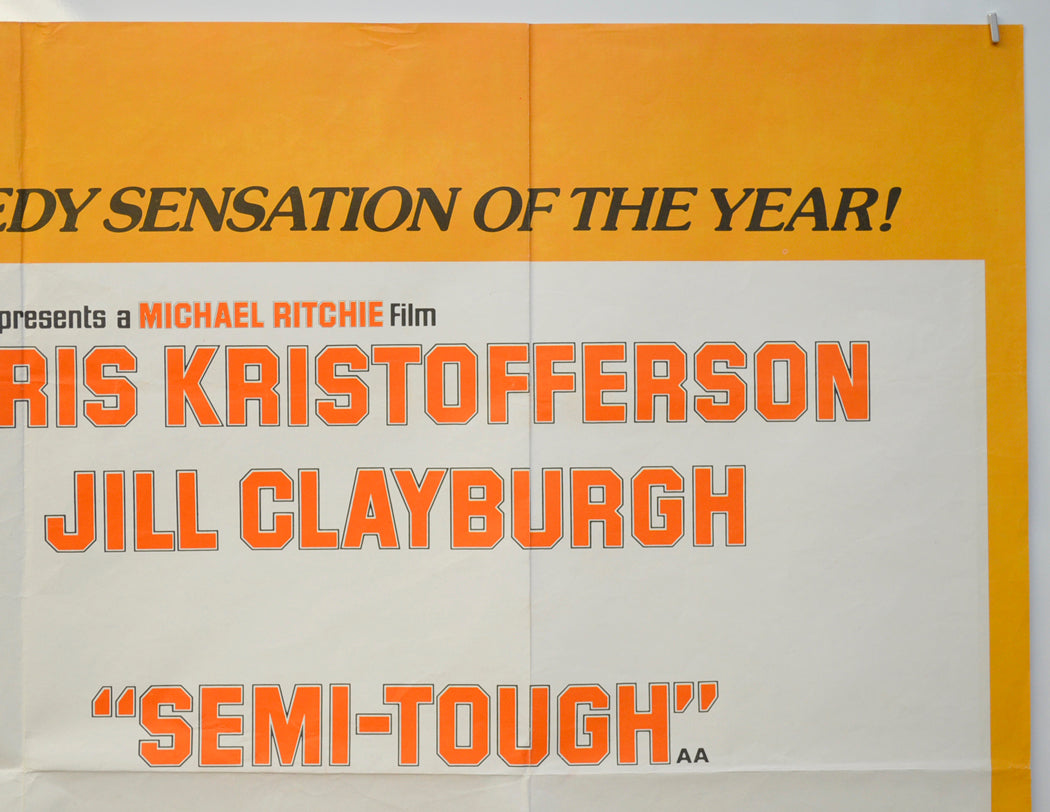 EDY SENSATION OF THE YEAR!
presents a MICHAEL RITCHIE Film
RIS KRISTOFFERSON
JILL CLAYBURGH
“SEMI-TOUGH” AA